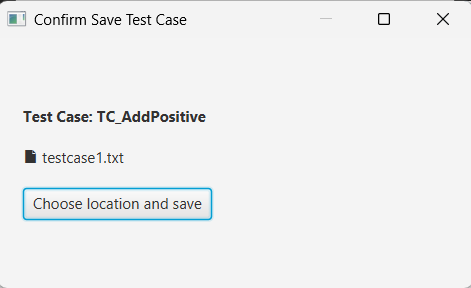 Confirm Save Test Case
Test Case: TC_AddPositive
testcase1.txt
Choose location and save